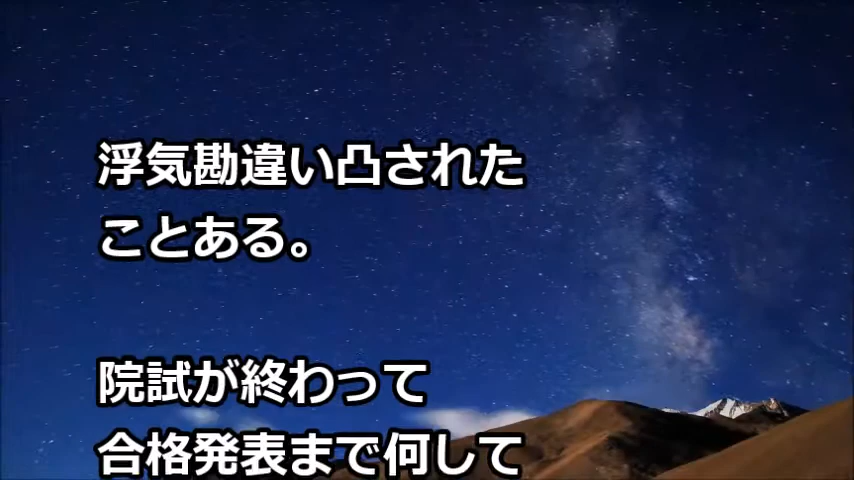 浮気勘違い凸された
ことある。
院試が終わって
合格発表まで何して